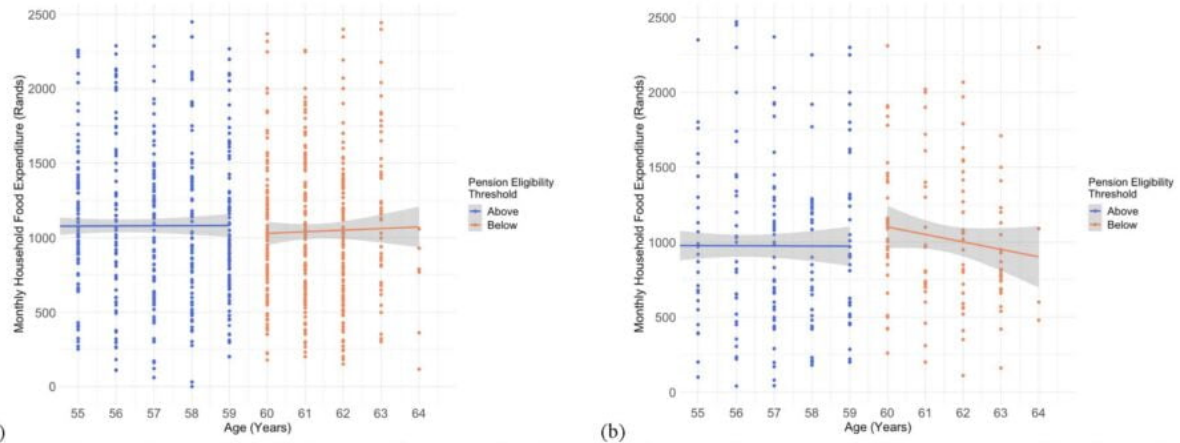 2500
2000
1500
1000
500
0
Monthly Household Food Expenditure (Rands)
55 56 57 58 59 60 61 62 63 64
Age (Years)
Pension Eligibility
Threshold
Above
Below
)
2500
2000
1500
1000
500
0
Monthly Household Food Expenditure (Rands)
55 56 57 58 59 60 61 62 63 64
Age (Years)
Pension Eligibility
Threshold
Above
Below
(b)